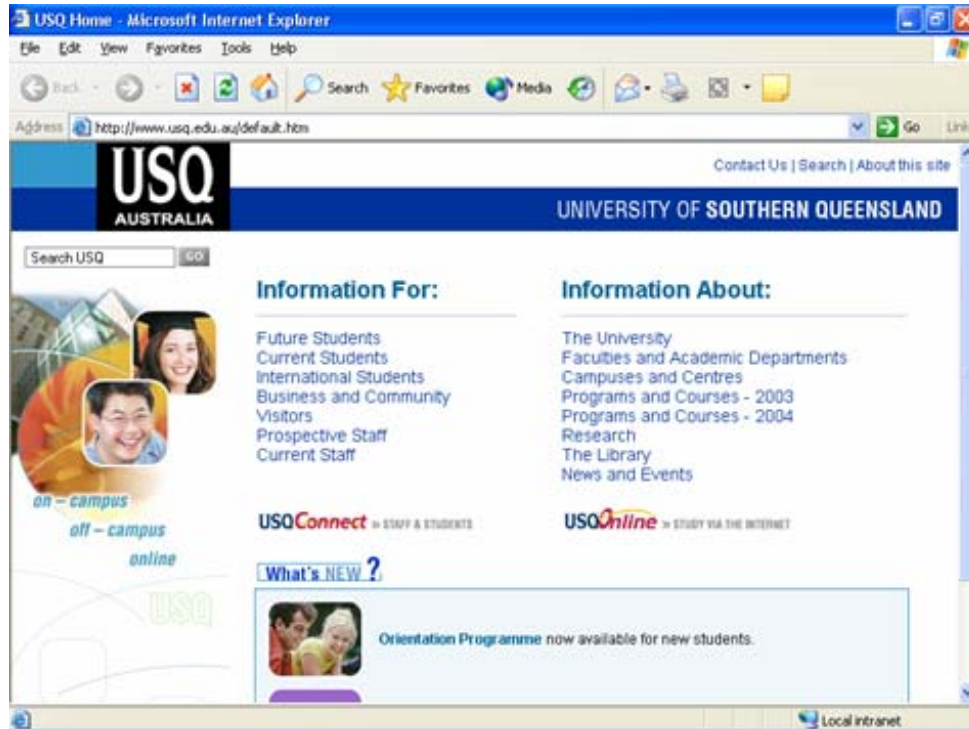 USQ Home - Microsoft Internet Explorer
File Edit View Favorites Tools Help
Back Search Favorites Media
Address http://www.usq.edu.au/default.htm Go Link
USQ
AUSTRALIA
Contact Us | Search | About this site
UNIVERSITY OF SOUTHERN QUEENSLAND
Search USQ GO
Information For:
Future Students
Current Students
International Students
Business and Community
Visitors
Prospective Staff
Current Staff
Information About:
The University
Faculties and Academic Departments
Campuses and Centres
Programs and Courses - 2003
Programs and Courses - 2004
Research
The Library
News and Events
on – campus
off – campus
online
USQ
USQConnect » STAFF & STUDENTS
USQOnline » STUDY VIA THE INTERNET
What's NEW ?
Orientation Programme now available for new students.
Local intranet